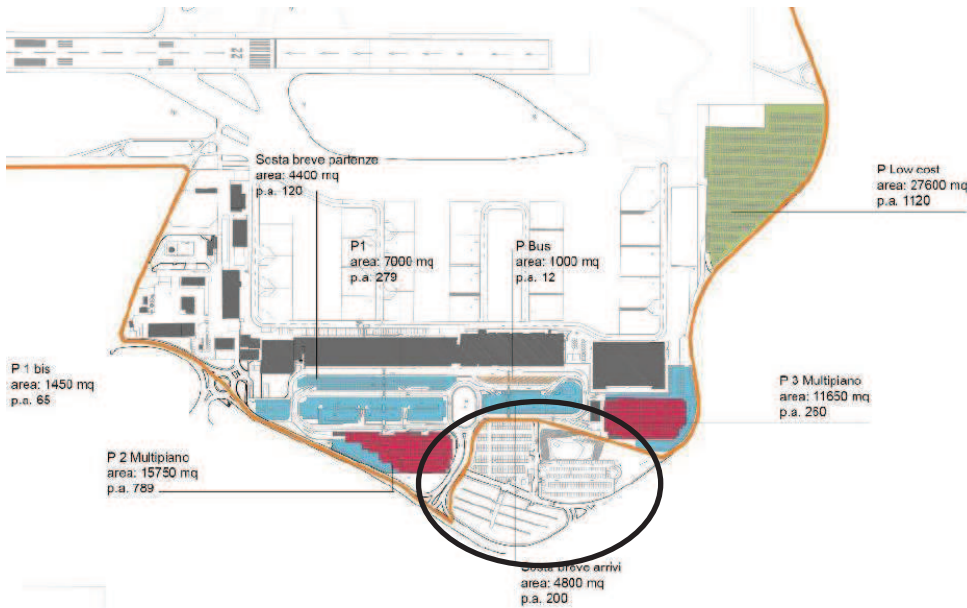 22
Sosta breve partenze
area: 4400 mq
p.a. 120
P Low cost
area: 27600 mq
p.a. 1120
P1
area: 7000 mq
p.a. 279
P Bus
area: 1000 mq
p.a. 12
P 1 bis
area: 1450 mq
p.a. 65
P 3 Multipiano
area: 11650 mq
p.a. 260
P 2 Multipiano
area: 15750 mq
p.a. 789
Sosta breve arrivi
area: 4800 mq
p.a. 200